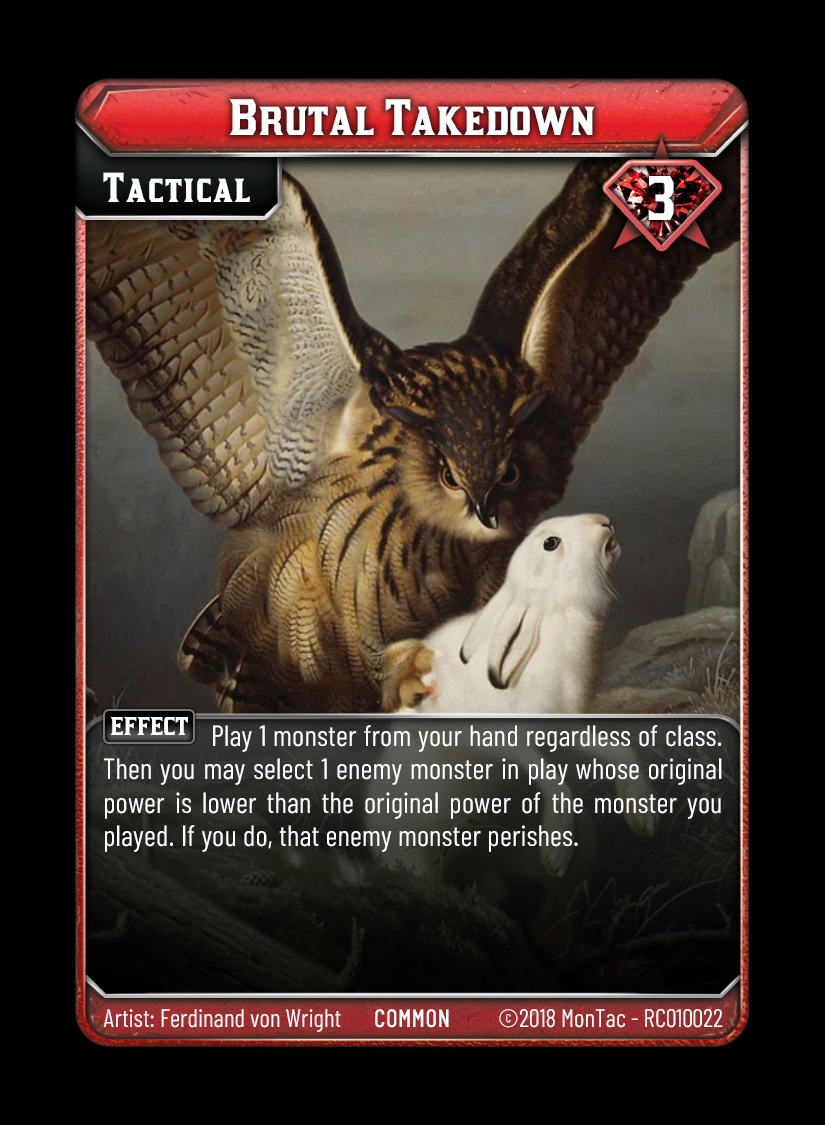 Brutal Takedown
Tactical
3
EFFECT Play 1 monster from your hand regardless of class.
Then you may select 1 enemy monster in play whose original
power is lower than the original power of the monster you
played. If you do, that enemy monster perishes.
Artist: Ferdinand von Wright COMMON ©2018 MonTac - RC010022